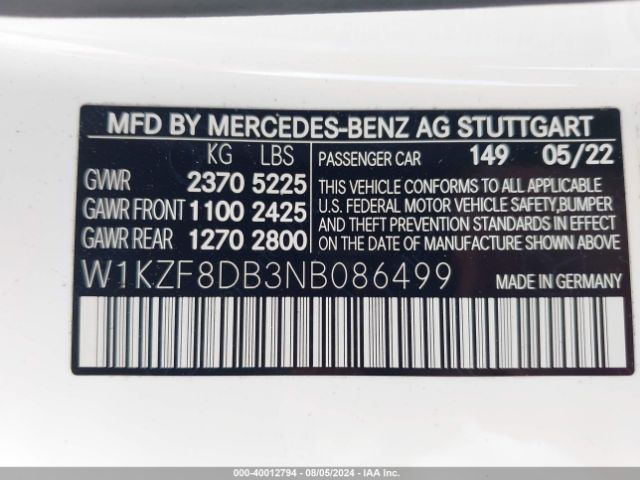 MFD BY MERCEDES-BENZ AG STUTTGART
KG LBS
GVWR 2370 5225
GAWR FRONT 1100 2425
GAWR REAR 1270 2800
PASSENGER CAR 149 05/22
THIS VEHICLE CONFORMS TO ALL APPLICABLE
U.S. FEDERAL MOTOR VEHICLE SAFETY,BUMPER
AND THEFT PREVENTION STANDARDS IN EFFECT
ON THE DATE OF MANUFACTURE SHOWN ABOVE.
W1KZF8DB3NB086499 MADE IN GERMANY
000-40012794 - 08/05/2024 - IAA Inc.